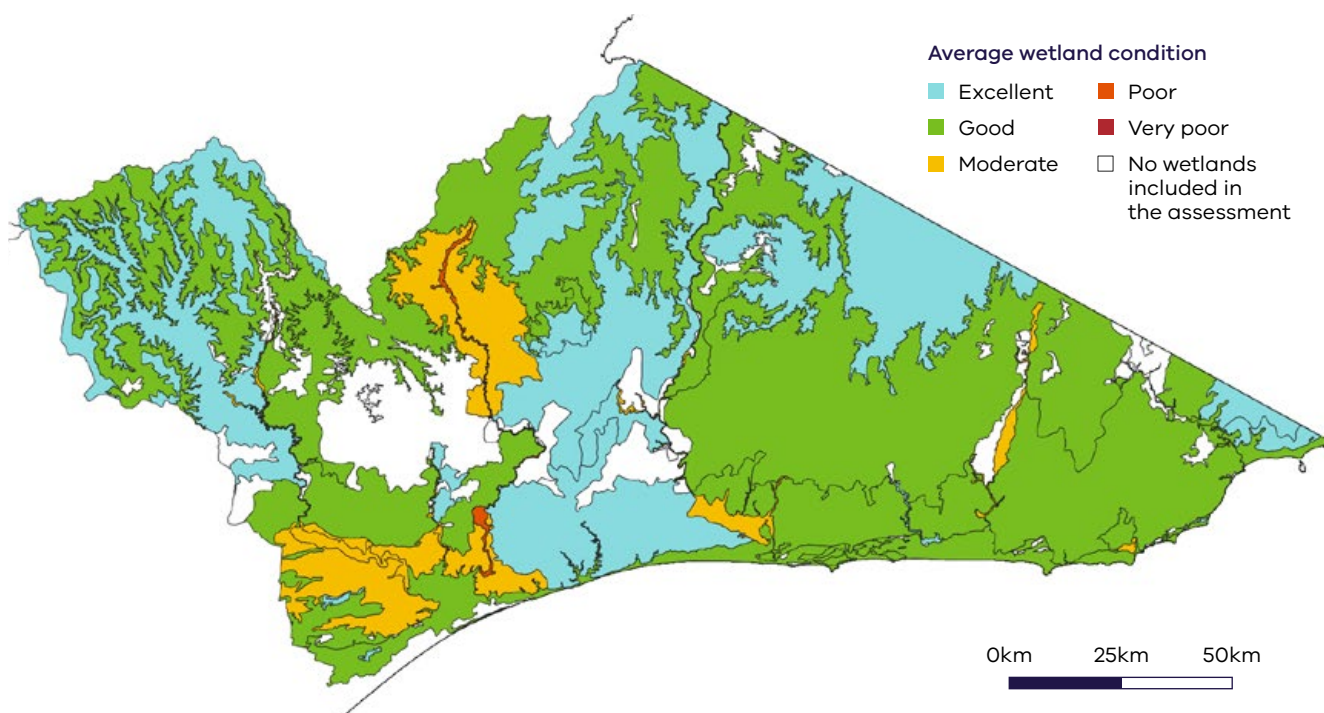 Average wetland condition
Excellent
Good
Moderate
Poor
Very poor
No wetlands
included in
the assessment
0km 25km 50km